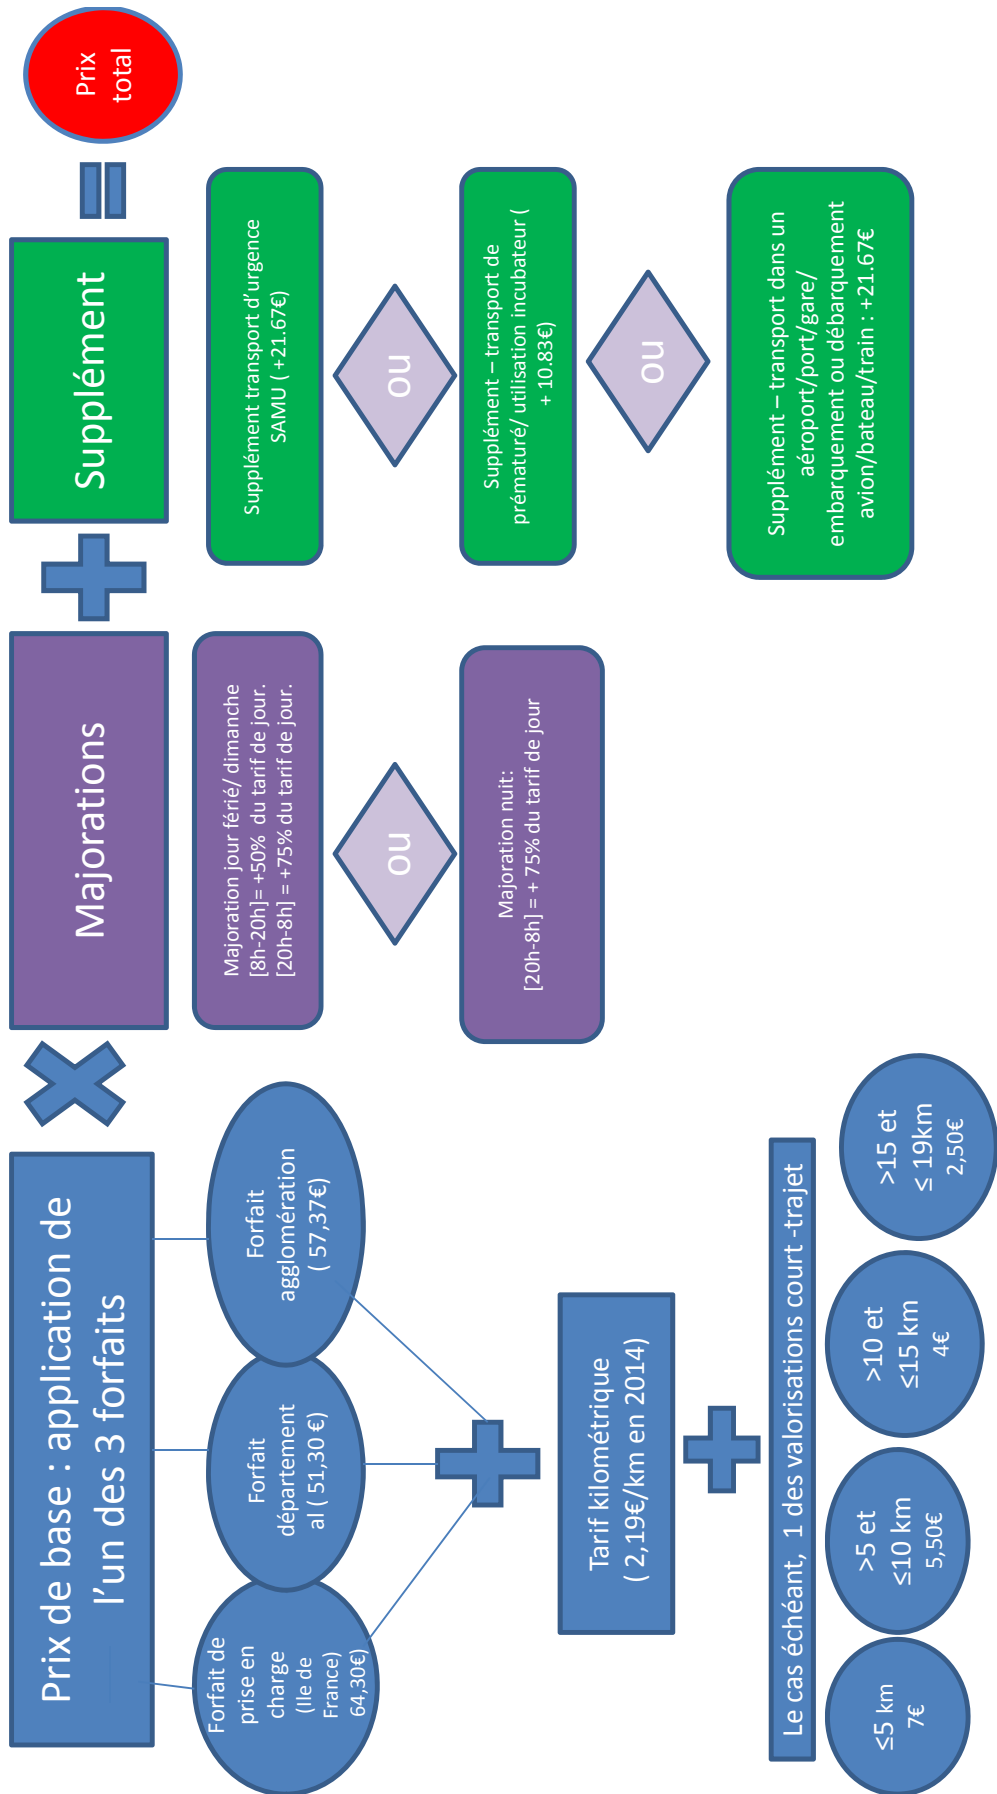 Prix de base : application de
l’un des 3 forfaits
Forfait de
prise en
charge
(Ile de
France)
64,30€)
Forfait
département
al ( 51,30 €)
Forfait
agglomération
( 57,37€)
Tarif kilométrique
( 2,19€/km en 2014)
Le cas échéant, 1 des valorisations court -trajet
≤5 km
7€
>5 et
≤10 km
5,50€
>10 et
≤15 km
4€
>15 et
≤ 19km
2,50€
Majorations
Majoration jour férié/ dimanche
[8h-20h]= +50% du tarif de jour.
[20h-8h] = +75% du tarif de jour.
ou
Majoration nuit:
[20h-8h] = + 75% du tarif de jour
Supplément
Supplément transport d’urgence
SAMU ( +21.67€)
ou
Supplément – transport de
prématuré/ utilisation incubateur (
+ 10.83€)
ou
Supplément – transport dans un
aéroport/port/gare/
embarquement ou débarquement
avion/bateau/train : +21.67€
Prix
total